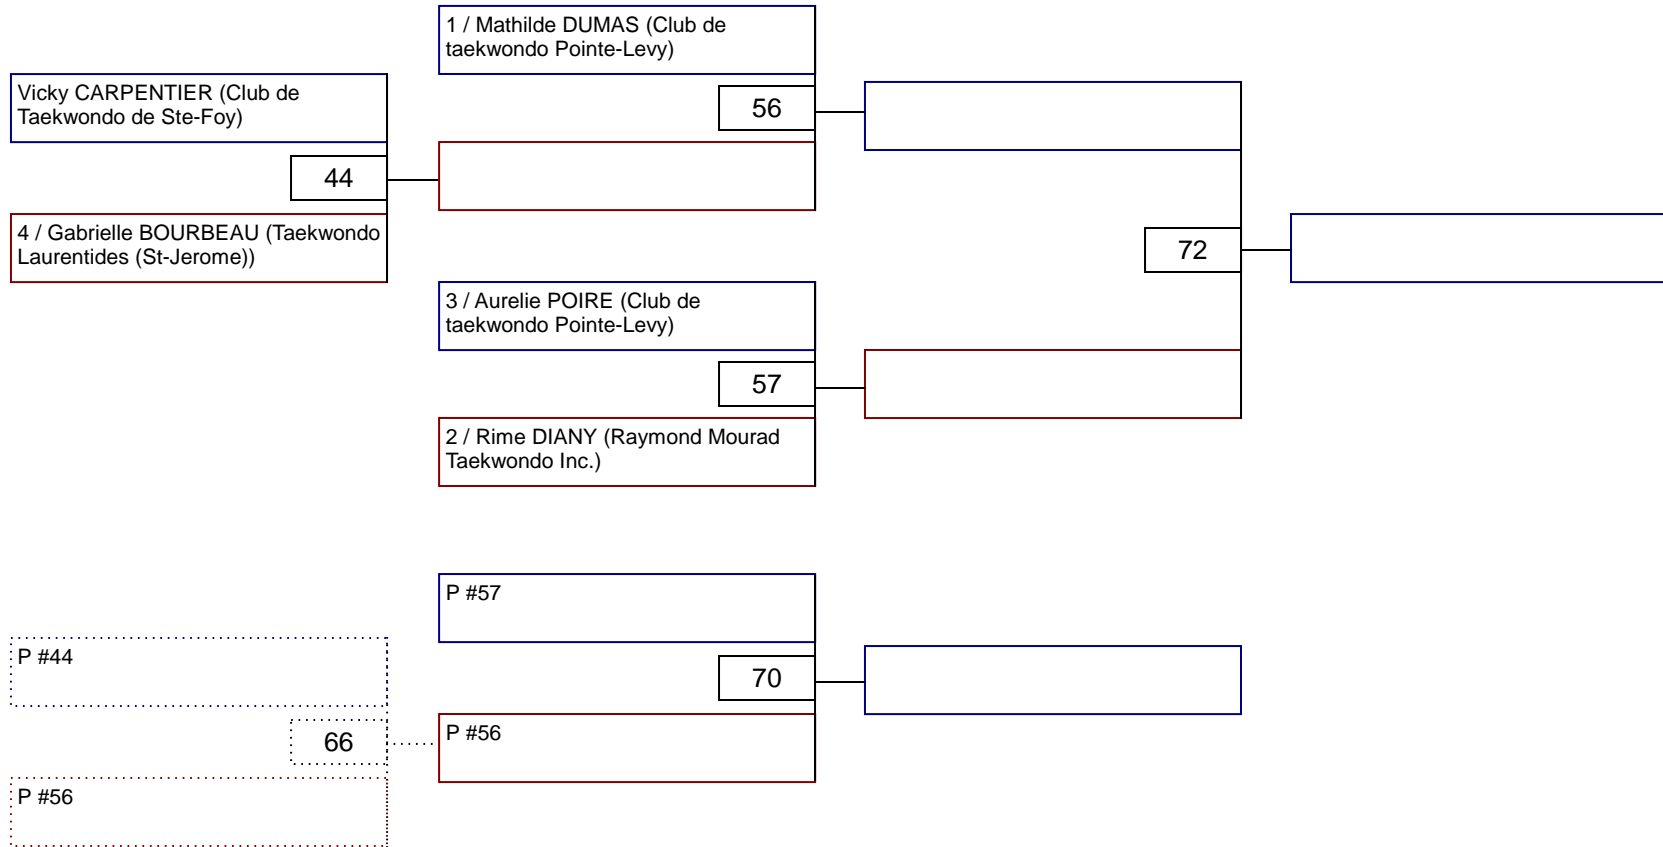 1 / Mathilde DUMAS (Club de
taekwondo Pointe-Levy)
Vicky CARPENTIER (Club de
Taekwondo de Ste-Foy)
56
44
4 / Gabrielle BOURBEAU (Taekwondo
Laurentides (St-Jerome))
72
3 / Aurelie POIRE (Club de
taekwondo Pointe-Levy)
57
2 / Rime DIANY (Raymond Mourad
Taekwondo Inc.)
P #57
P #44
70
66
P #56
P #56